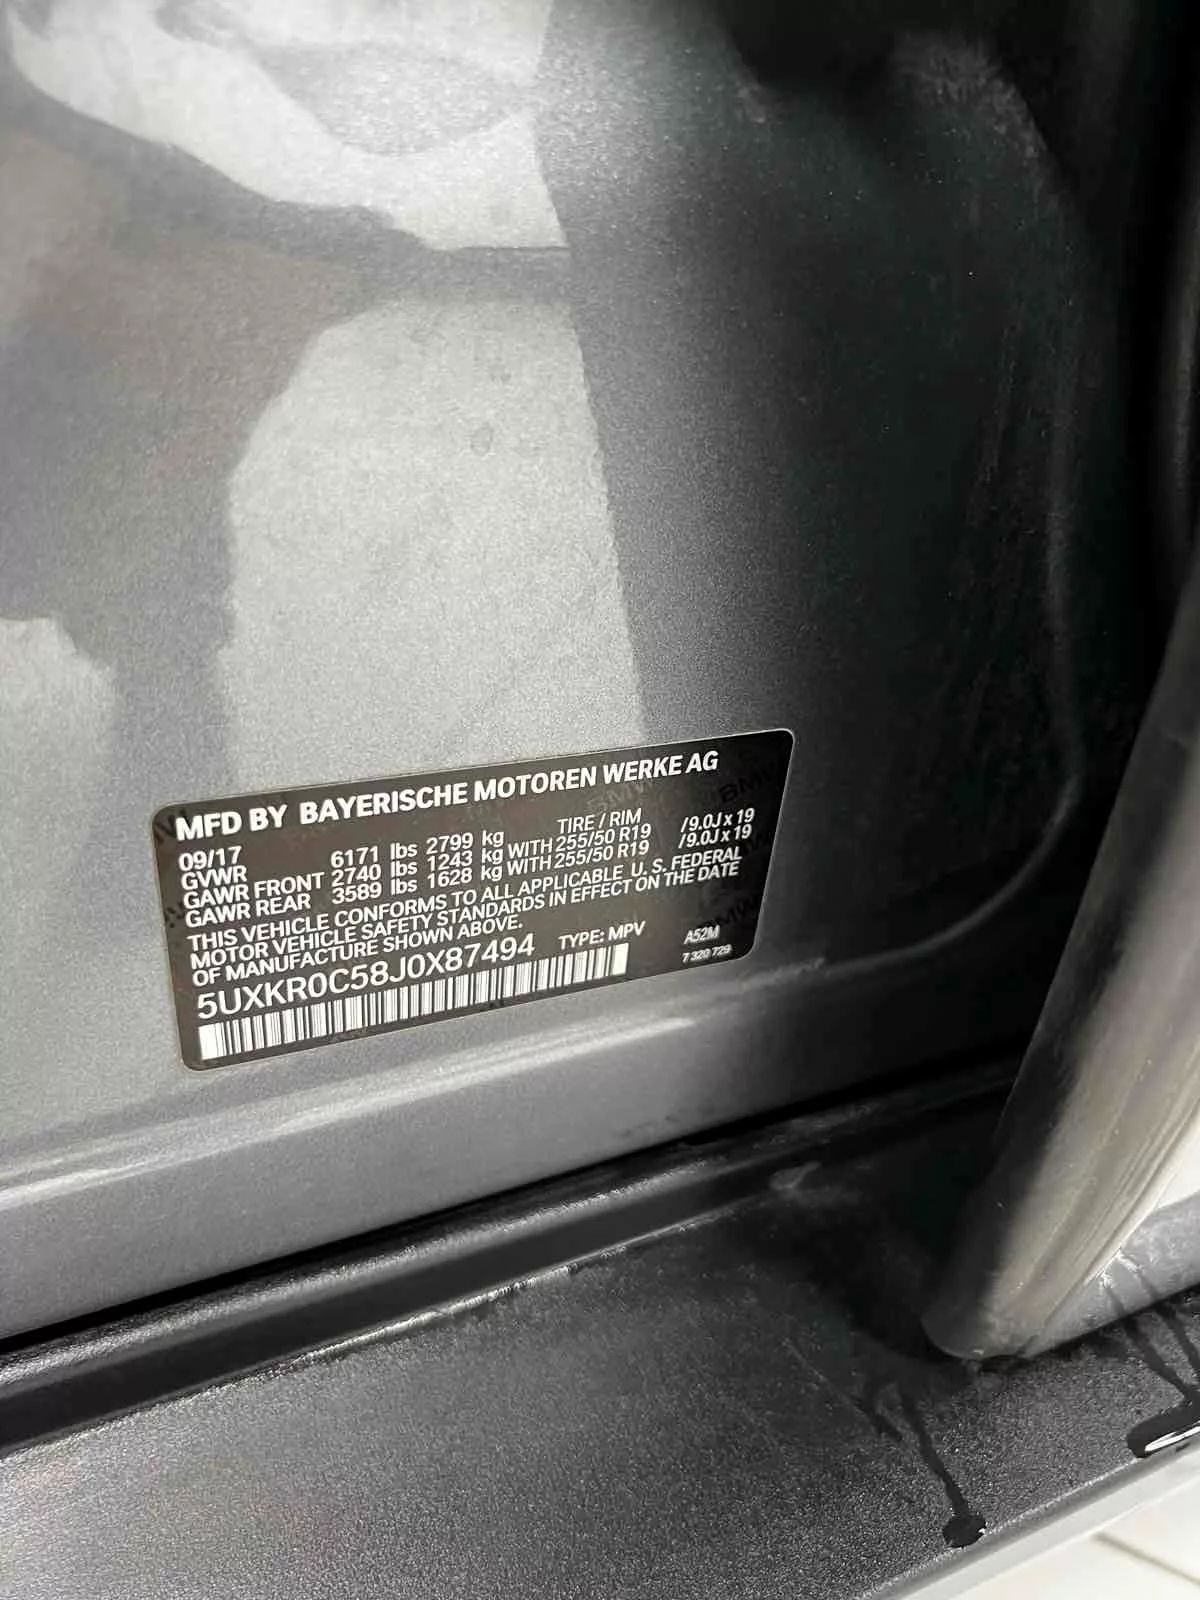 MFD BY BAYERISCHE MOTOREN WERKE AG
09/17 TIRE / RIM
GVWR 6171 lbs 2799 kg
GAWR FRONT 2740 lbs 1243 kg WITH 255/50 R19 /9.0J x 19
GAWR REAR 3589 lbs 1628 kg WITH 255/50 R19 /9.0J x 19
THIS VEHICLE CONFORMS TO ALL APPLICABLE U.S. FEDERAL
MOTOR VEHICLE SAFETY STANDARDS IN EFFECT ON THE DATE
OF MANUFACTURE SHOWN ABOVE.
5UXKR0C58J0X87494 TYPE: MPV A52M
7 320 729